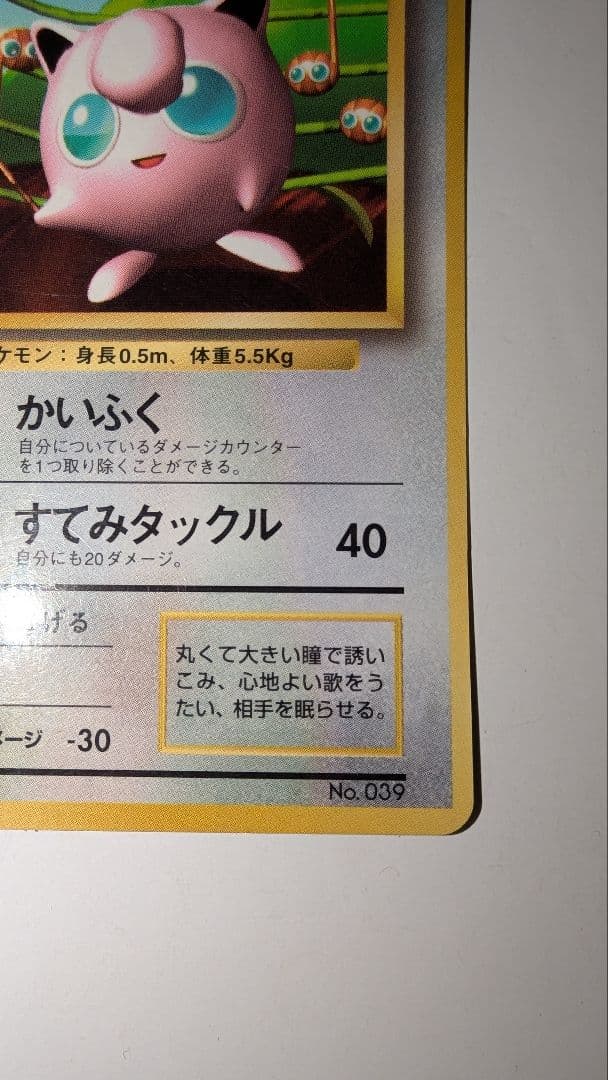 ケモン：身長0.5m、体重5.5Kg
かいふく
自分についているダメージカウンター
を1つ取り除くことができる。
すてみタックル 40
自分にも20ダメージ。
げる
丸くて大きい瞳で誘い
こみ、心地よい歌をう
たい、相手を眠らせる。
メージ -30
No. 039